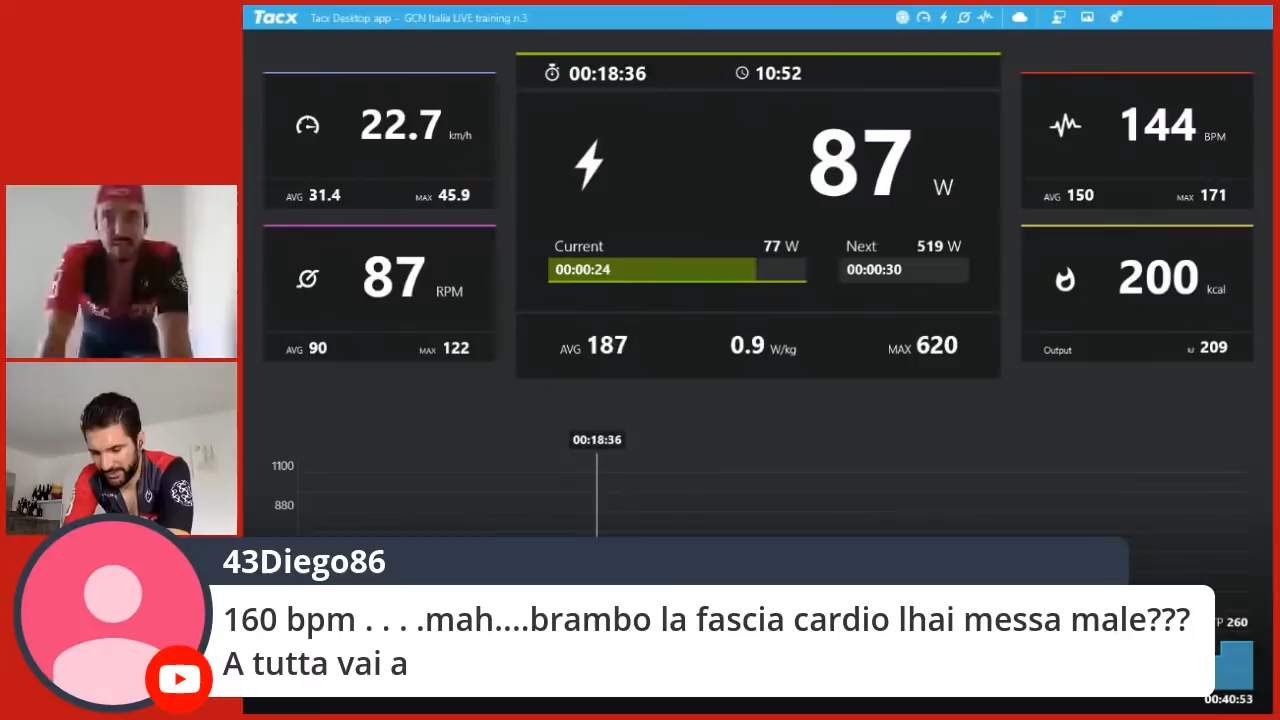 Tacx Tacx Desktop app - GCN Italia LIVE training n.3
00:18:36 10:52
22.7 km/h
AVG 31.4 MAX 45.9
87 W
144 BPM
AVG 150 MAX 171
87 RPM
AVG 90 MAX 122
Current 77 W Next 519 W
00:00:24 00:00:30
200 kcal
Output kJ 209
AVG 187 0.9 W/kg MAX 620
00:18:36
1100
880
43Diego86
160 bpm . . . .mah....brambo la fascia cardio lhai messa male???
A tutta vai a
260
00:40:53